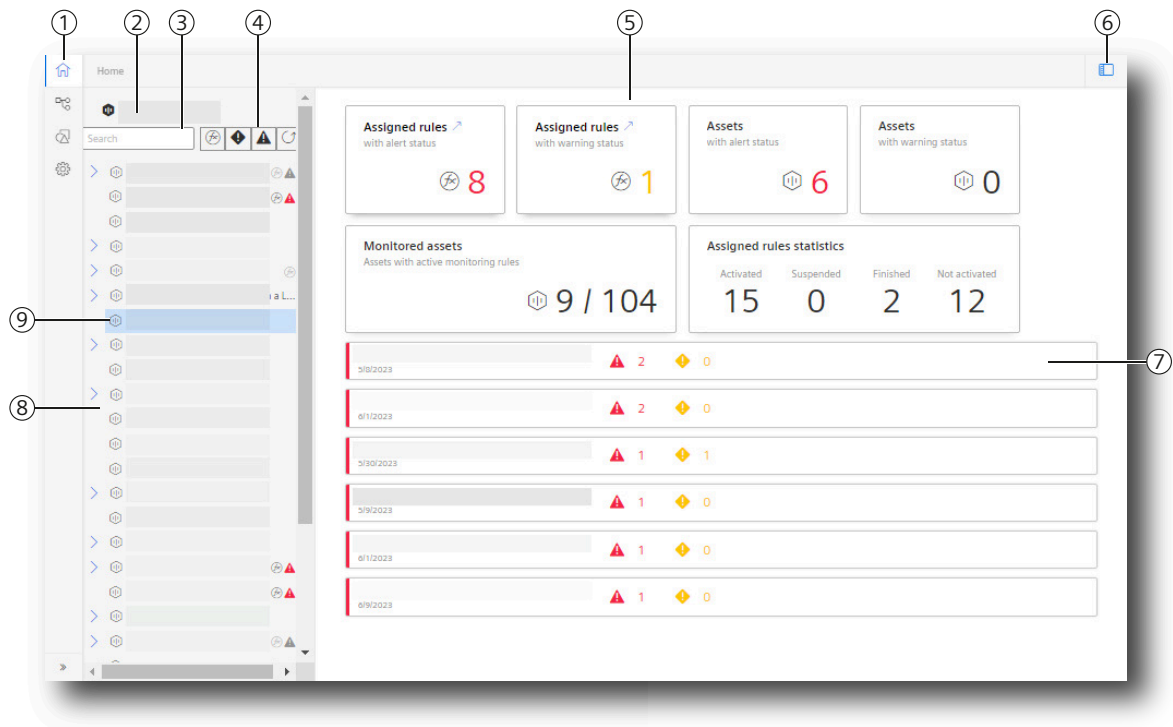 1 2 3 4 5 6
Home
Search
a L...
Assigned rules
with alert status
8
Assigned rules
with warning status
1
Assets
with alert status
6
Assets
with warning status
0
Monitored assets
Assets with active monitoring rules
9 / 104
Assigned rules statistics
Activated Suspended Finished Not activated
15 0 2 12
9
8
7
5/8/2023 2 0
6/1/2023 2 0
5/30/2023 1 1
5/9/2023 1 0
6/1/2023 1 0
6/9/2023 1 0